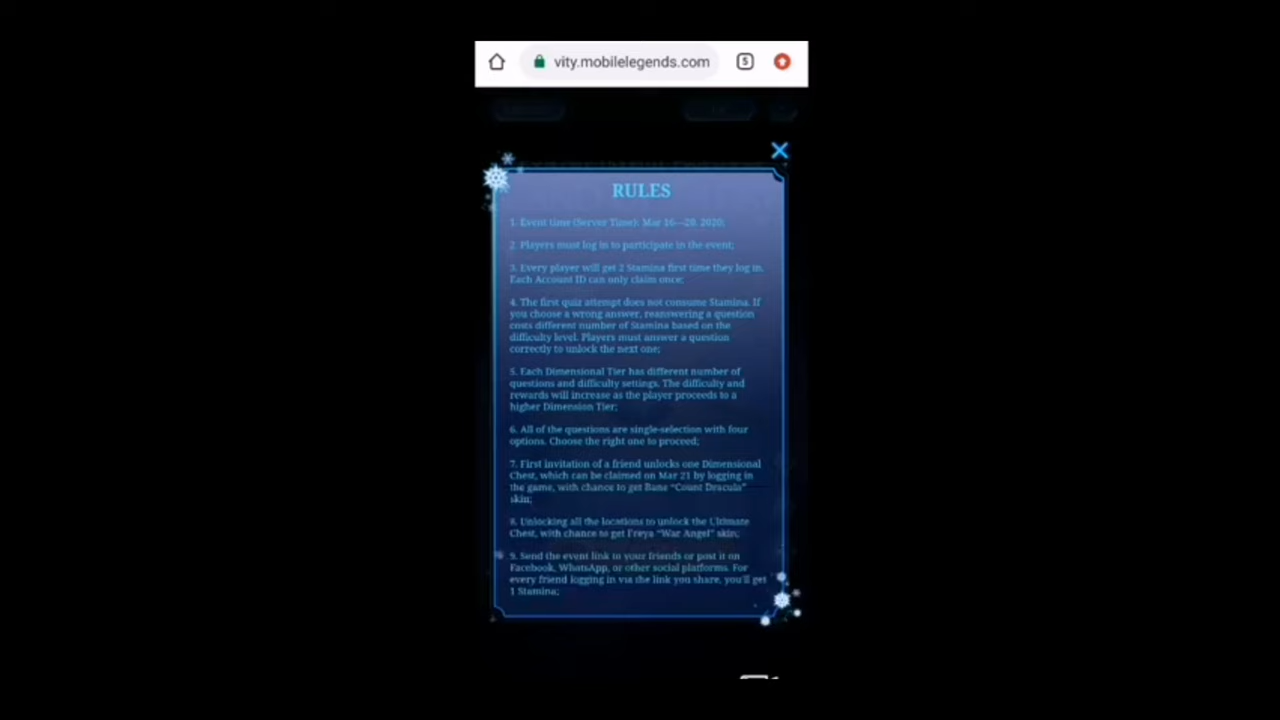 vity.mobilelegends.com
5
RULES
1. Event time (Server Time): Mar 16—20, 2020;
2. Players must log in to participate in the event;
3. Every player will get 2 Stamina first time they log in.
Each Account ID can only claim once;
4. The first quiz attempt does not consume Stamina. If
you choose a wrong answer, reanswering a question
costs different number of Stamina based on the
difficulty level. Players must answer a question
correctly to unlock the next one;
5. Each Dimensional Tier has different number of
questions and difficulty settings. The difficulty and
rewards will increase as the player proceeds to a
higher Dimension Tier;
6. All of the questions are single-selection with four
options. Choose the right one to proceed;
7. First invitation of a friend unlocks one Dimensional
Chest, which can be claimed on Mar 21 by logging in
the game, with chance to get Bane "Count Dracula"
skin;
8. Unlocking all the locations to unlock the Ultimate
Chest, with chance to get Freya "War Angel" skin;
9. Send the event link to your friends or post it on
Facebook, WhatsApp, or other social platforms. For
every friend logging in via the link you share, you'll get
1 Stamina;